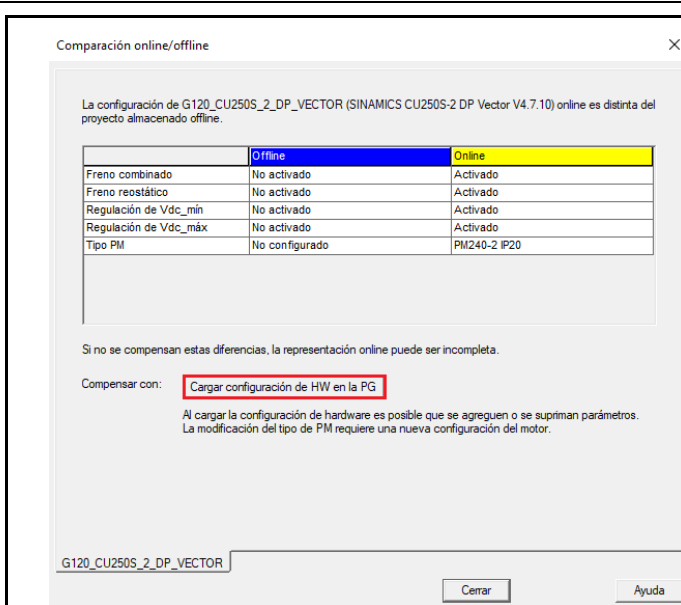 Comparación online/offline
La configuración de G120_CU250S_2_DP_VECTOR (SINAMICS CU250S-2 DP Vector V4.7.10) online es distinta del
proyecto almacenado offline.
Offline Online
Freno combinado No activado Activado
Freno reostático No activado Activado
Regulación de Vdc_mín No activado Activado
Regulación de Vdc_máx No activado Activado
Tipo PM No configurado PM240-2 IP20
Si no se compensan estas diferencias, la representación online puede ser incompleta.
Compensar con: Cargar configuración de HW en la PG
Al cargar la configuración de hardware es posible que se agreguen o se supriman parámetros.
La modificación del tipo de PM requiere una nueva configuración del motor.
G120_CU250S_2_DP_VECTOR
Cerrar Ayuda